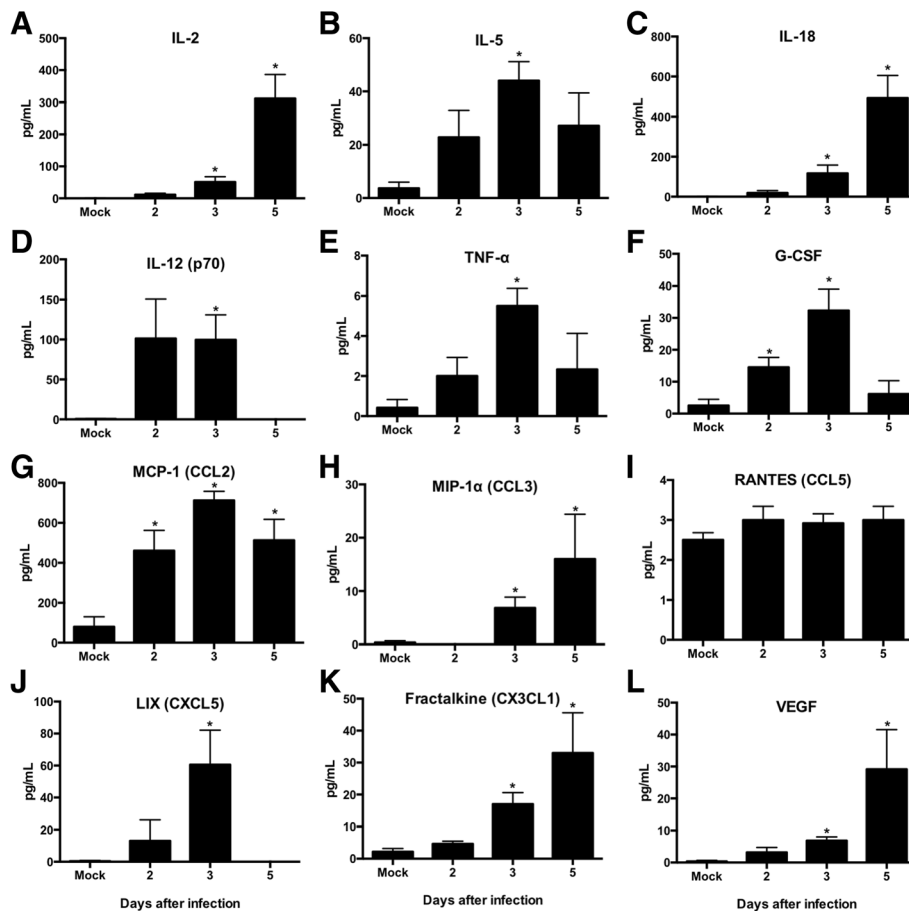 A
IL-2
500
400
300
200
100
0
pg/mL
*
*
Mock 2 3 5
B
IL-5
60
40
20
0
pg/mL
*
Mock 2 3 5
C
IL-18
800
600
400
200
0
pg/mL
*
*
Mock 2 3 5
D
IL-12 (p70)
200
150
100
50
0
pg/mL
*
Mock 2 3 5
E
TNF-α
8
6
4
2
0
pg/mL
*
Mock 2 3 5
F
G-CSF
50
40
30
20
10
0
pg/mL
*
*
Mock 2 3 5
G
MCP-1 (CCL2)
800
600
400
200
0
pg/mL
*
*
*
Mock 2 3 5
H
MIP-1α (CCL3)
30
20
10
0
pg/mL
*
*
Mock 2 3 5
I
RANTES (CCL5)
4
3
2
1
0
pg/mL
Mock 2 3 5
J
LIX (CXCL5)
100
80
60
40
20
0
pg/mL
*
Mock 2 3 5
Days after infection
K
Fractalkine (CX3CL1)
50
40
30
20
10
0
pg/mL
*
*
Mock 2 3 5
Days after infection
L
VEGF
50
40
30
20
10
0
pg/mL
*
*
Mock 2 3 5
Days after infection